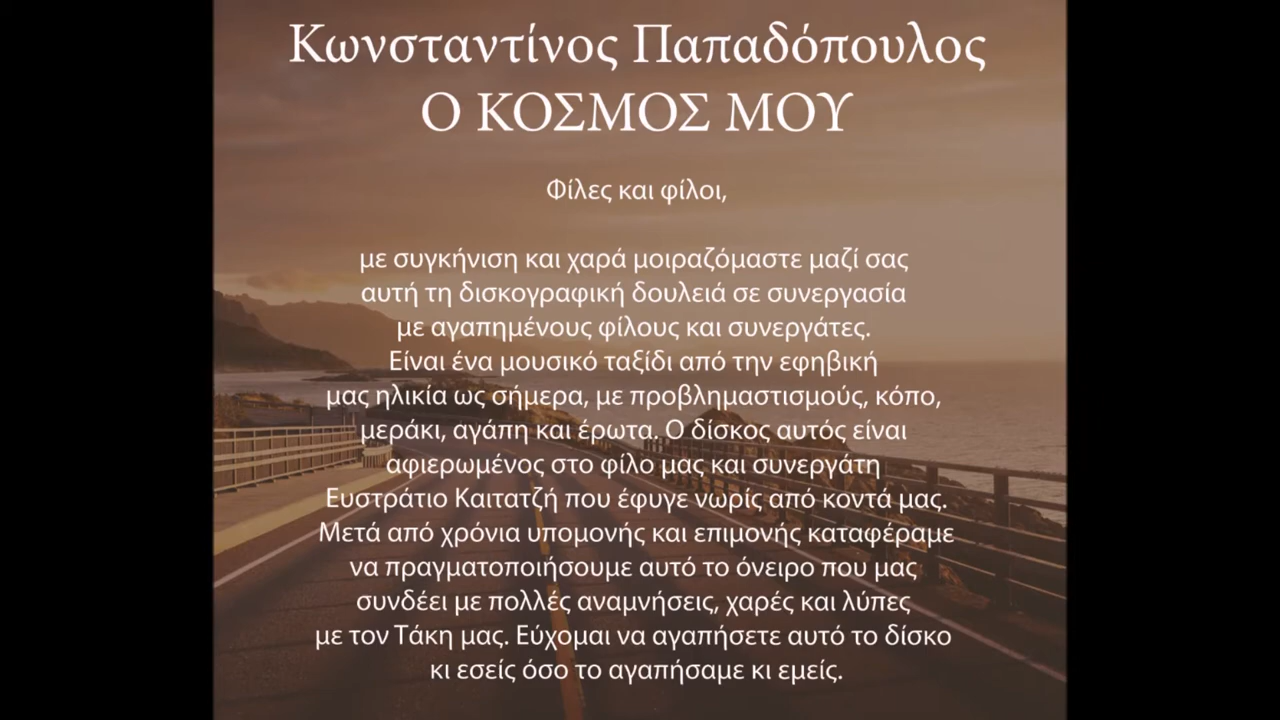 Κωνσταντίνος Παπαδόπουλος
Ο ΚΟΣΜΟΣ ΜΟΥ
Φίλες και φίλοι,
με συγκήνιση και χαρά μοιραζόμαστε μαζί σας
αυτή τη δισκογραφική δουλειά σε συνεργασία
με αγαπημένους φίλους και συνεργάτες.
Είναι ένα μουσικό ταξίδι από την εφηβική
μας ηλικία ως σήμερα, με προβλημαστισμούς, κόπο,
μεράκι, αγάπη και έρωτα. Ο δίσκος αυτός είναι
αφιερωμένος στο φίλο μας και συνεργάτη
Ευστράτιο Καιτατζή που έφυγε νωρίς από κοντά μας.
Μετά από χρόνια υπομονής και επιμονής καταφέραμε
να πραγματοποιήσουμε αυτό το όνειρο που μας
συνδέει με πολλές αναμνήσεις, χαρές και λύπες
με τον Τάκη μας. Εύχομαι να αγαπήσετε αυτό το δίσκο
κι εσείς όσο το αγαπήσαμε κι εμείς.